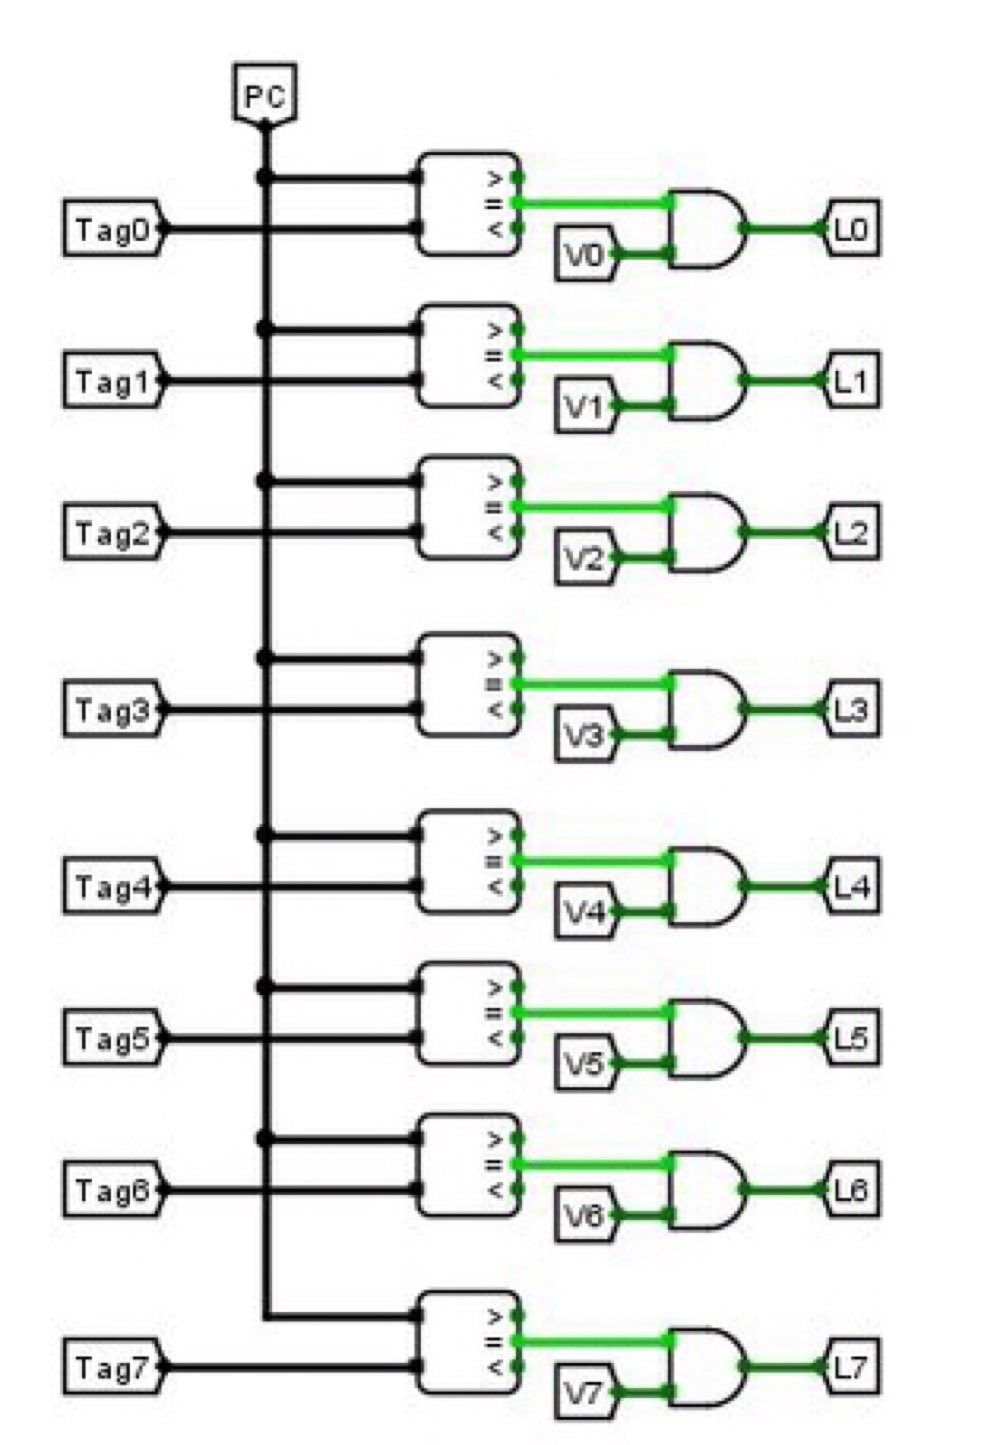 PC
>
=
<
Tag0
V0
L0
>
=
<
Tag1
V1
L1
>
=
<
Tag2
V2
L2
>
=
<
Tag3
V3
L3
>
=
<
Tag4
V4
L4
>
=
<
Tag5
V5
L5
>
=
<
Tag6
V6
L6
>
=
<
Tag7
V7
L7